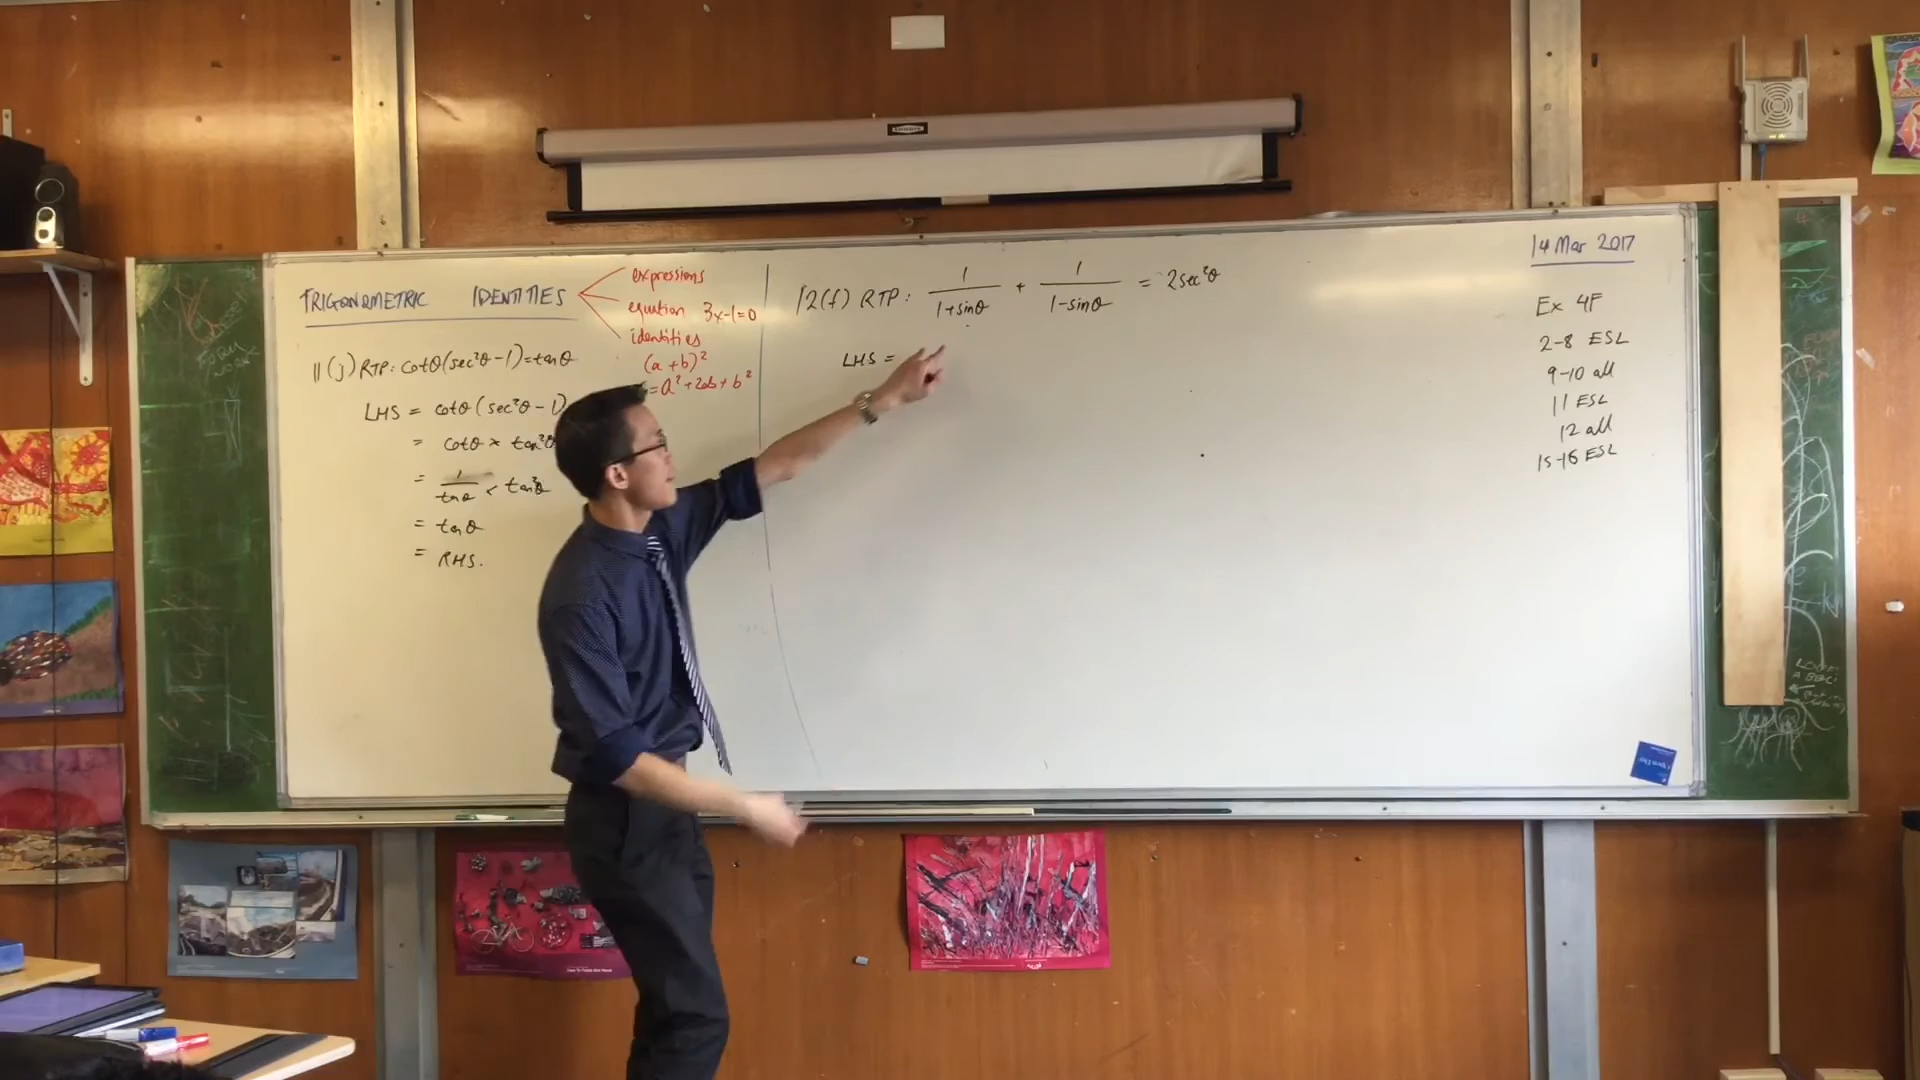 TRIGONOMETRIC IDENTITIES
expressions
equation 3x-1=0
identities
(a+b)²
=a²+2ab+b²
11(j) RTP: cotθ(sec²θ-1)=tanθ
LHS = cotθ(sec²θ-1)
= cotθ × tan²θ
= 1/tanθ × tan²θ
= tanθ
= RHS.
12(f) RTP: 1/(1+sinθ) + 1/(1-sinθ) = 2sec²θ
LHS =
14 Mar 2017
Ex 4F
2-8 ESL
9-10 all
11 ESL
12 all
15-16 ESL